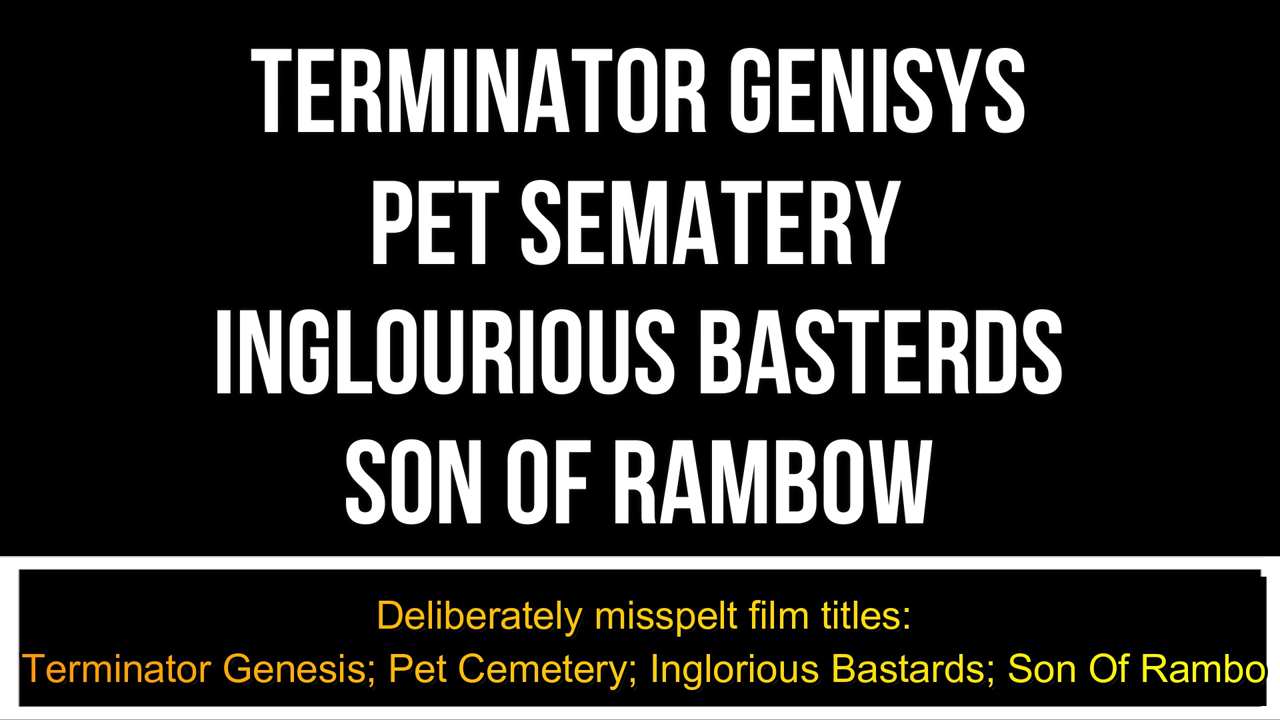 TERMINATOR GENISYS
PET SEMATERY
INGLOURIOUS BASTERDS
SON OF RAMBOW
Deliberately misspelt film titles:
Terminator Genesis; Pet Cemetery; Inglorious Bastards; Son Of Rambo